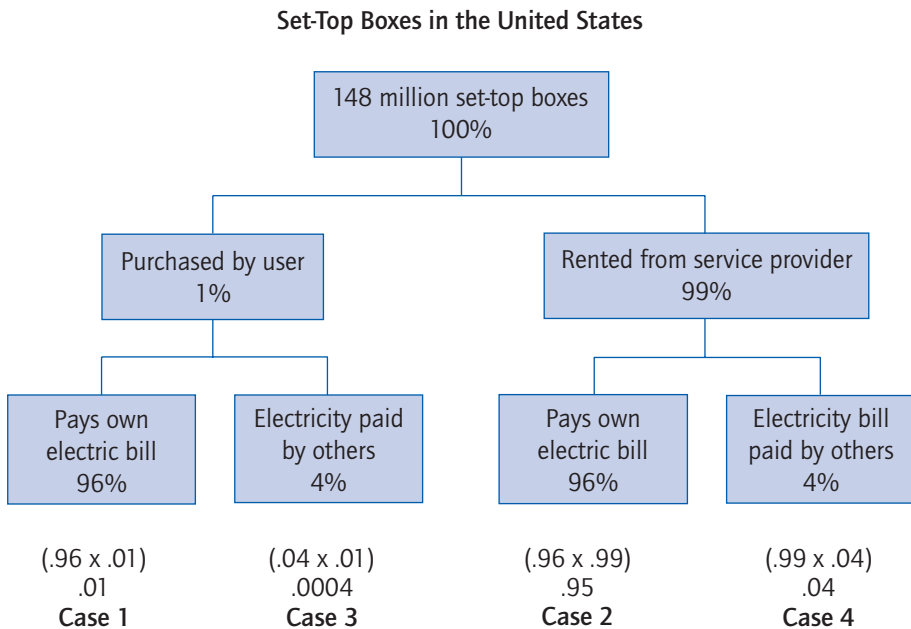 Set-Top Boxes in the United States
148 million set-top boxes
100%
Purchased by user
1%
Rented from service provider
99%
Pays own
electric bill
96%
Electricity paid
by others
4%
Pays own
electric bill
96%
Electricity bill
paid by others
4%
(.96 x .01)
.01
Case 1
(.04 x .01)
.0004
Case 3
(.96 x .99)
.95
Case 2
(.99 x .04)
.04
Case 4